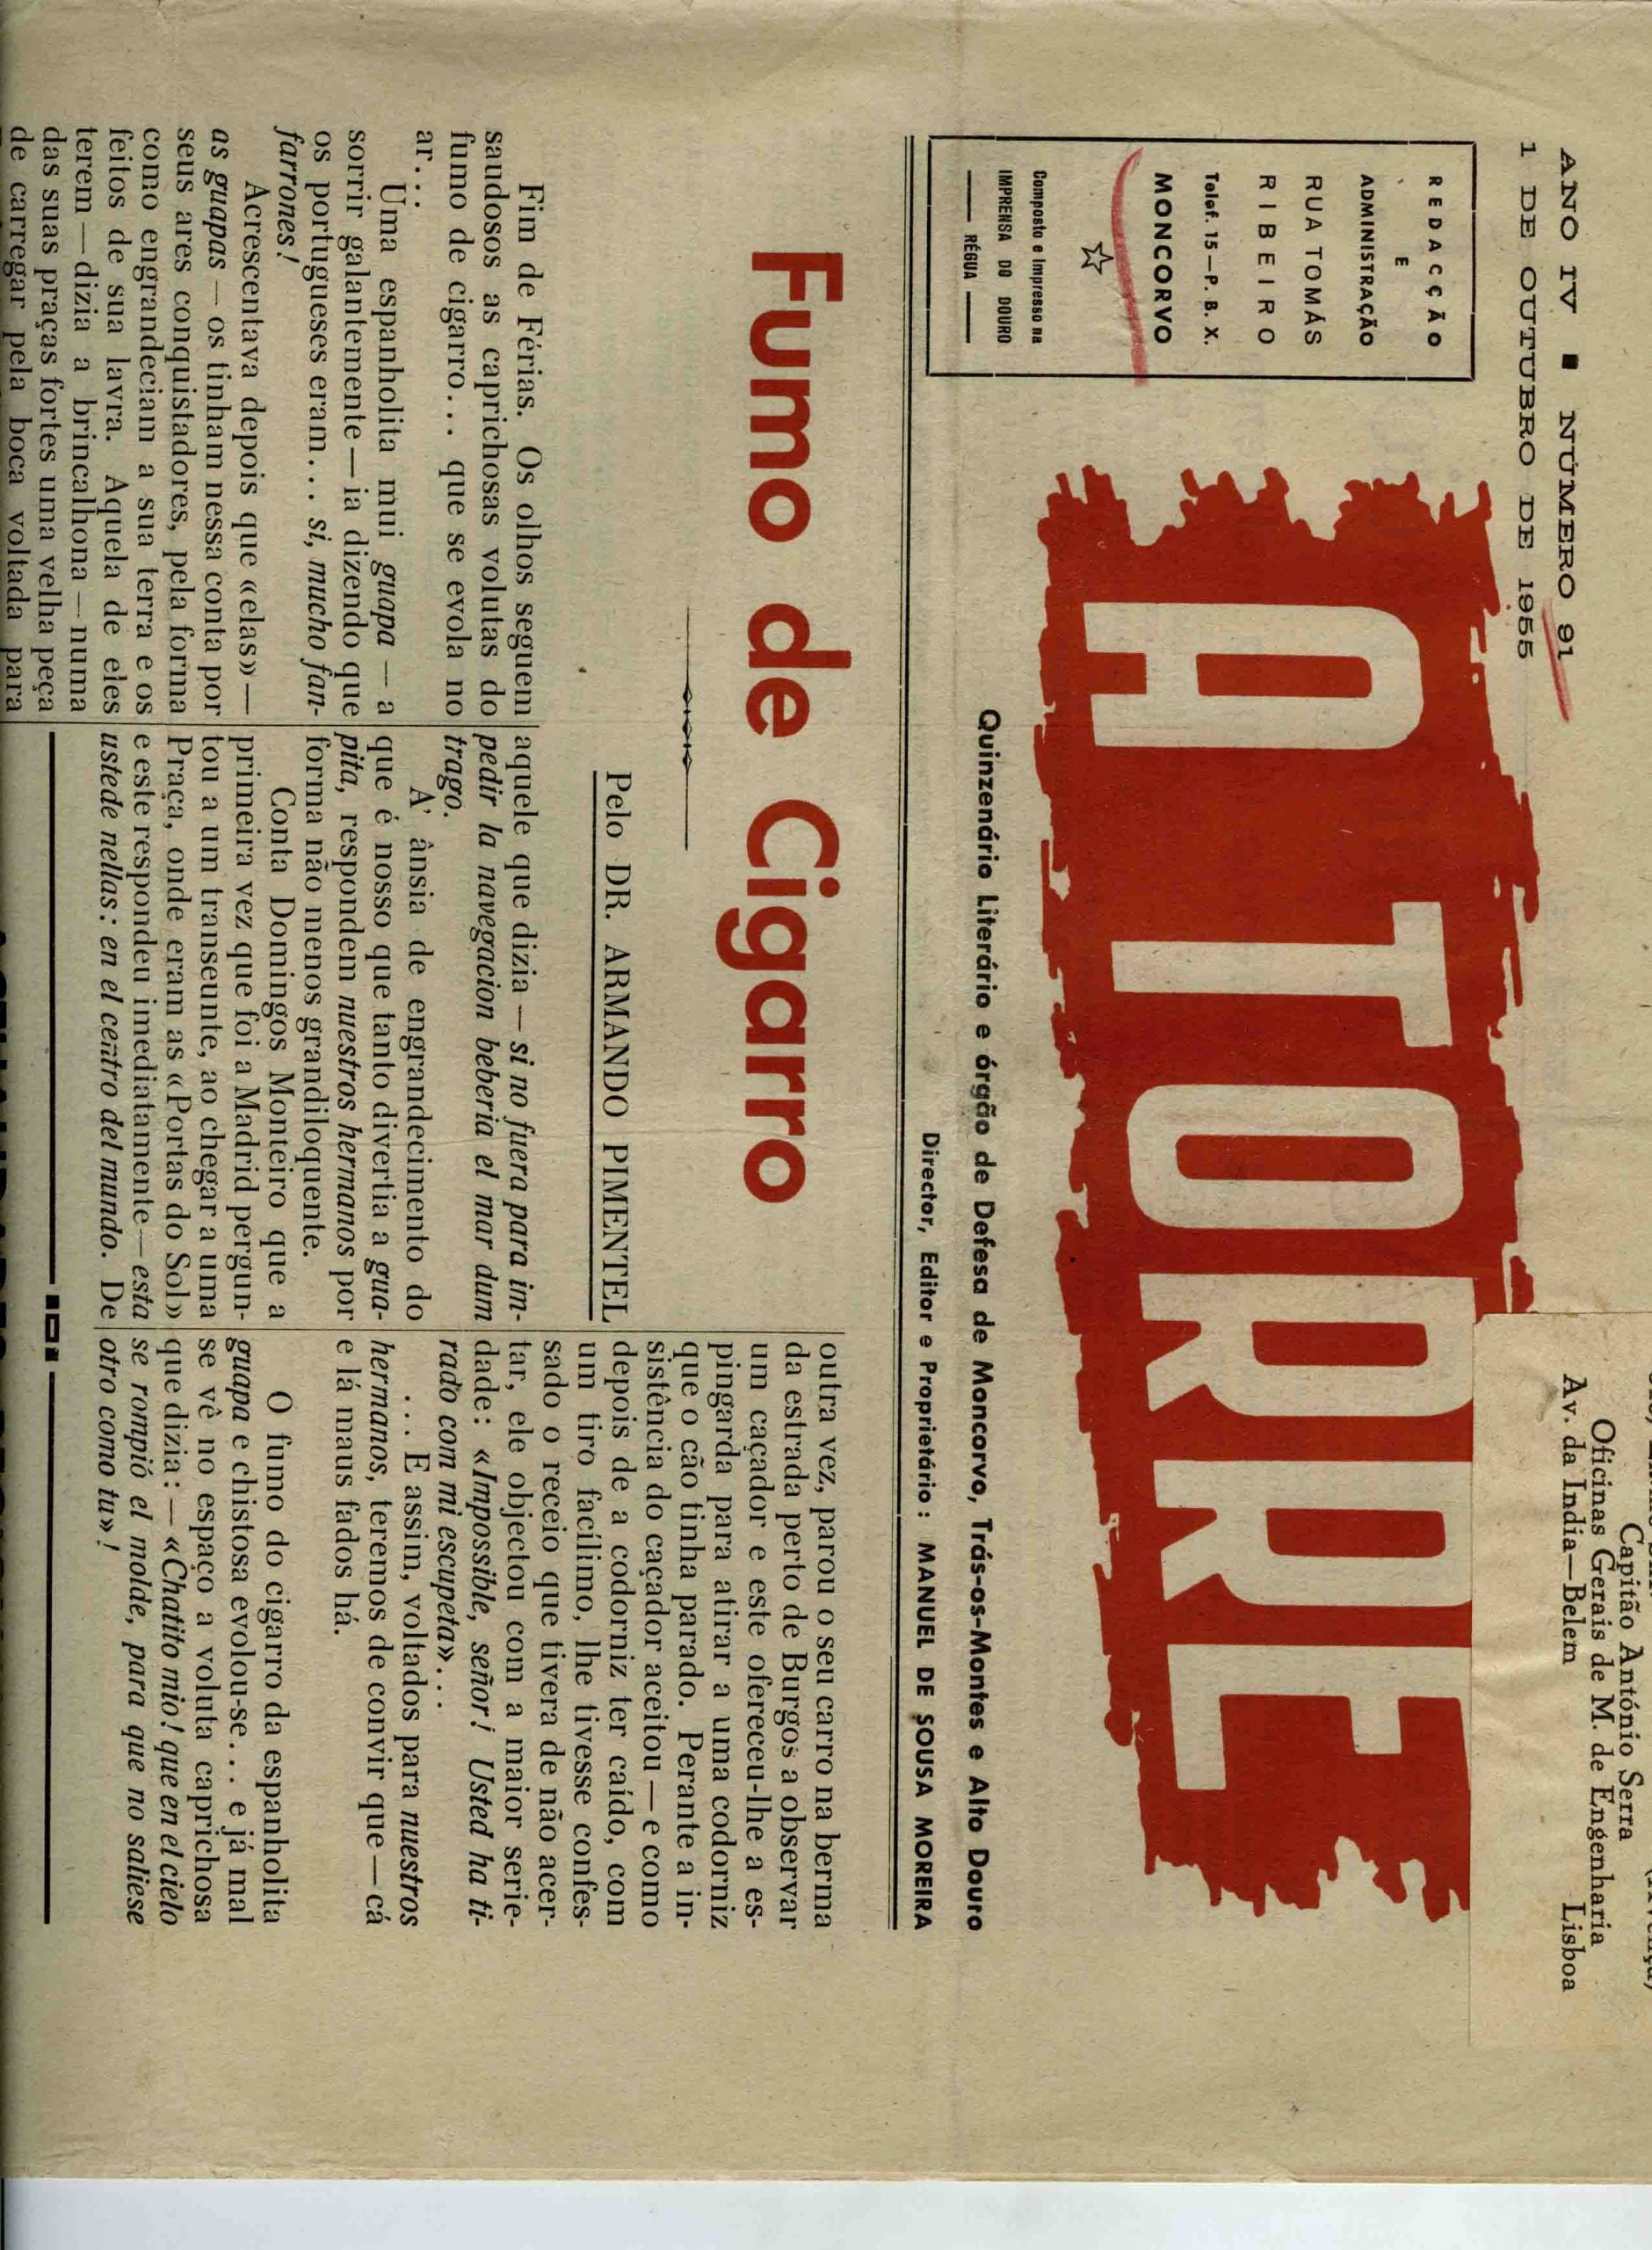 ANO IV ■ NÚMERO 91
1 DE OUTUBRO DE 1955
Capitão António Serra
Oficinas Gerais de M. de Engenharia
Av. da India—Belem Lisboa
REDACÇÃO
E
ADMINISTRAÇÃO
RUA TOMÁS
RIBEIRO
Telef. 15—P. B. X.
MONCORVO
Composto e Impresso na
IMPRENSA DO DOURO
— RÉGUA —
A TORRE
Quinzenário Literário e órgão de Defesa de Moncorvo, Trás-os-Montes e Alto Douro
Director, Editor e Proprietário: MANUEL DE SOUSA MOREIRA
Fumo de Cigarro
Pelo DR. ARMANDO PIMENTEL
Fim de Férias. Os olhos seguem
saudosos as caprichosas volutas do
fumo de cigarro... que se evola no
ar...
Uma espanholita mui guapa — a
sorrir galantemente—ia dizendo que
os portugueses eram... si, mucho fan-
farrones!
Acrescentava depois que «elas»—
as guapas — os tinham nessa conta por
seus ares conquistadores, pela forma
como engrandeciam a sua terra e os
feitos de sua lavra. Aquela de eles
terem—dizia a brincalhona—numa
das suas praças fortes uma velha peça
de carregar pela boca voltada para
aquele que dizia — si no fuera para im-
pedir la navegacion beberia el mar dum
trago.
A' ânsia de engrandecimento do
que é nosso que tanto divertia a gua-
pita, respondem nuestros hermanos por
forma não menos grandiloquente.
Conta Domingos Monteiro que a
primeira vez que foi a Madrid pergun-
tou a um transeunte, ao chegar a uma
Praça, onde eram as «Portas do Sol»
e este respondeu imediatamente—esta
ustede nellas: en el centro del mundo. De
outra vez, parou o seu carro na berma
da estrada perto de Burgos a observar
um caçador e este ofereceu-lhe a es-
pingarda para atirar a uma codorniz
que o cão tinha parado. Perante a in-
sistência do caçador aceitou—e como
depois de a codorniz ter caído, com
um tiro facílimo, lhe tivesse confes-
sado o receio que tivera de não acer-
tar, ele objectou com a maior serie-
dade: «Impossible, señor! Usted ha ti-
rado com mi escupeta»...
... E assim, voltados para nuestros
hermanos, teremos de convir que—cá
e lá maus fados há.
O fumo do cigarro da espanholita
guapa e chistosa evolou-se... e já mal
se vê no espaço a voluta caprichosa
que dizia:—«Chatito mio! que en el cielo
se rompió el molde, para que no saliese
otro como tu»!